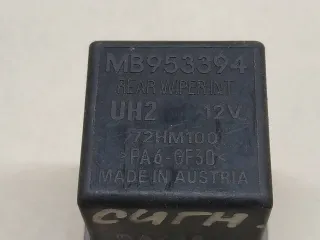 MB953394
REAR WIPER INT
UH2 12V
72HM100
>PA6-GF30<
MADE IN AUSTRIA
СИГН.